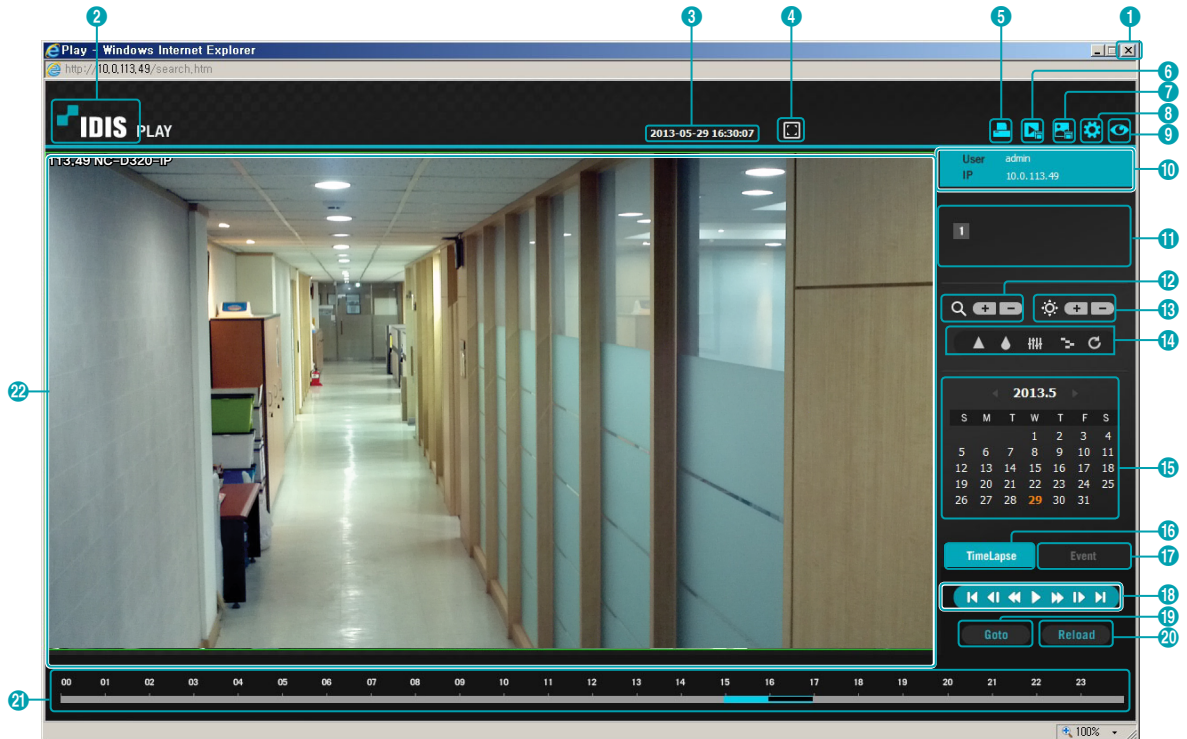 2
3
4
5
1
Play - Windows Internet Explorer
http://10,0,113,49/search,htm
6
7
8
9
IDIS PLAY
2013-05-29 16:30:07
113,49 NC-D320-IP
User admin
IP 10.0.113.49
10
1
11
12
13
14
22
2013.5
S M T W T F S
1 2 3 4
5 6 7 8 9 10 11
12 13 14 15 16 17 18
19 20 21 22 23 24 25
26 27 28 29 30 31
15
16
TimeLapse Event
17
18
19
Goto Reload
20
00 01 02 03 04 05 06 07 08 09 10 11 12 13 14 15 16 17 18 19 20 21 22 23
21
100%